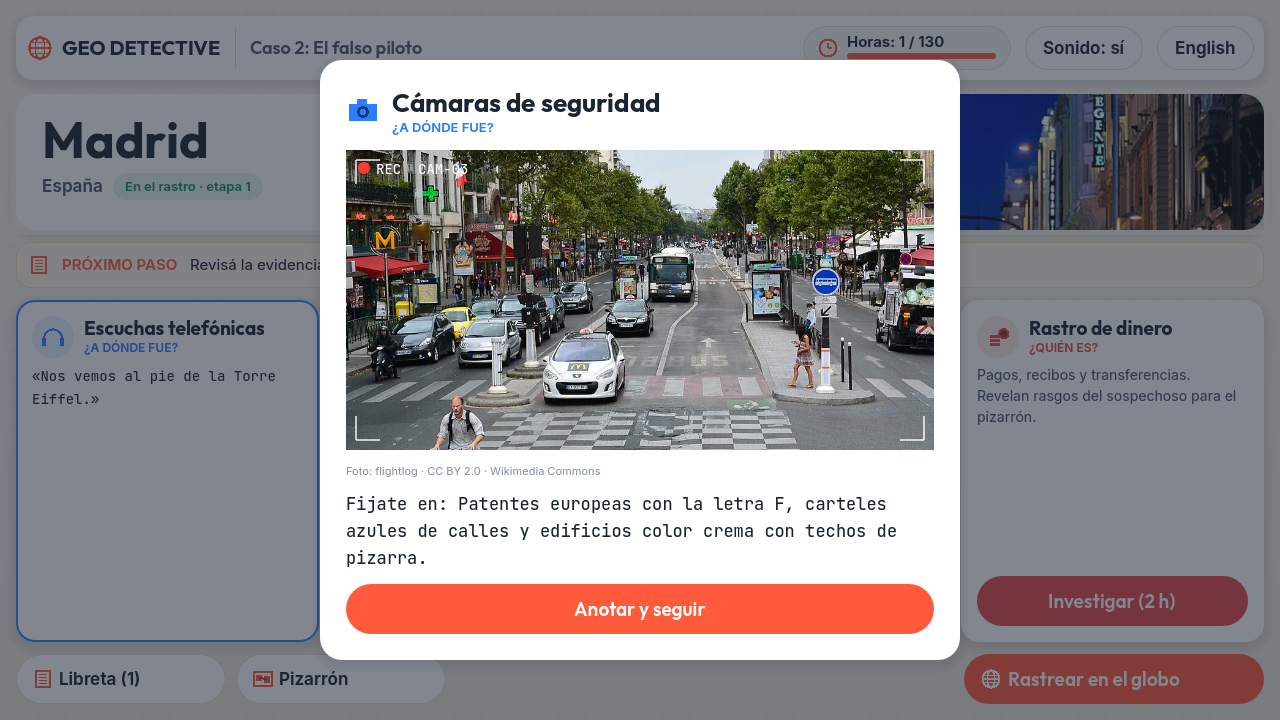 GEO DETECTIVE
Caso 2: El falso piloto
Horas: 1 / 130
Sonido: sí
English
Madrid
España
En el rastro · etapa 1
PRÓXIMO PASO
Revisá la evidencia
Escuchas telefónicas
¿A DÓNDE FUE?
«Nos vemos al pie de la Torre
Eiffel.»
Cámaras de seguridad
¿A DÓNDE FUE?
REC CAM-03
Foto: flightlog · CC BY 2.0 · Wikimedia Commons
Fijate en: Patentes europeas con la letra F, carteles
azules de calles y edificios color crema con techos de
pizarra.
Anotar y seguir
Rastro de dinero
¿QUIÉN ES?
Pagos, recibos y transferencias.
Revelan rasgos del sospechoso para el
pizarrón.
Investigar (2 h)
Libreta (1)
Pizarrón
Rastrear en el globo